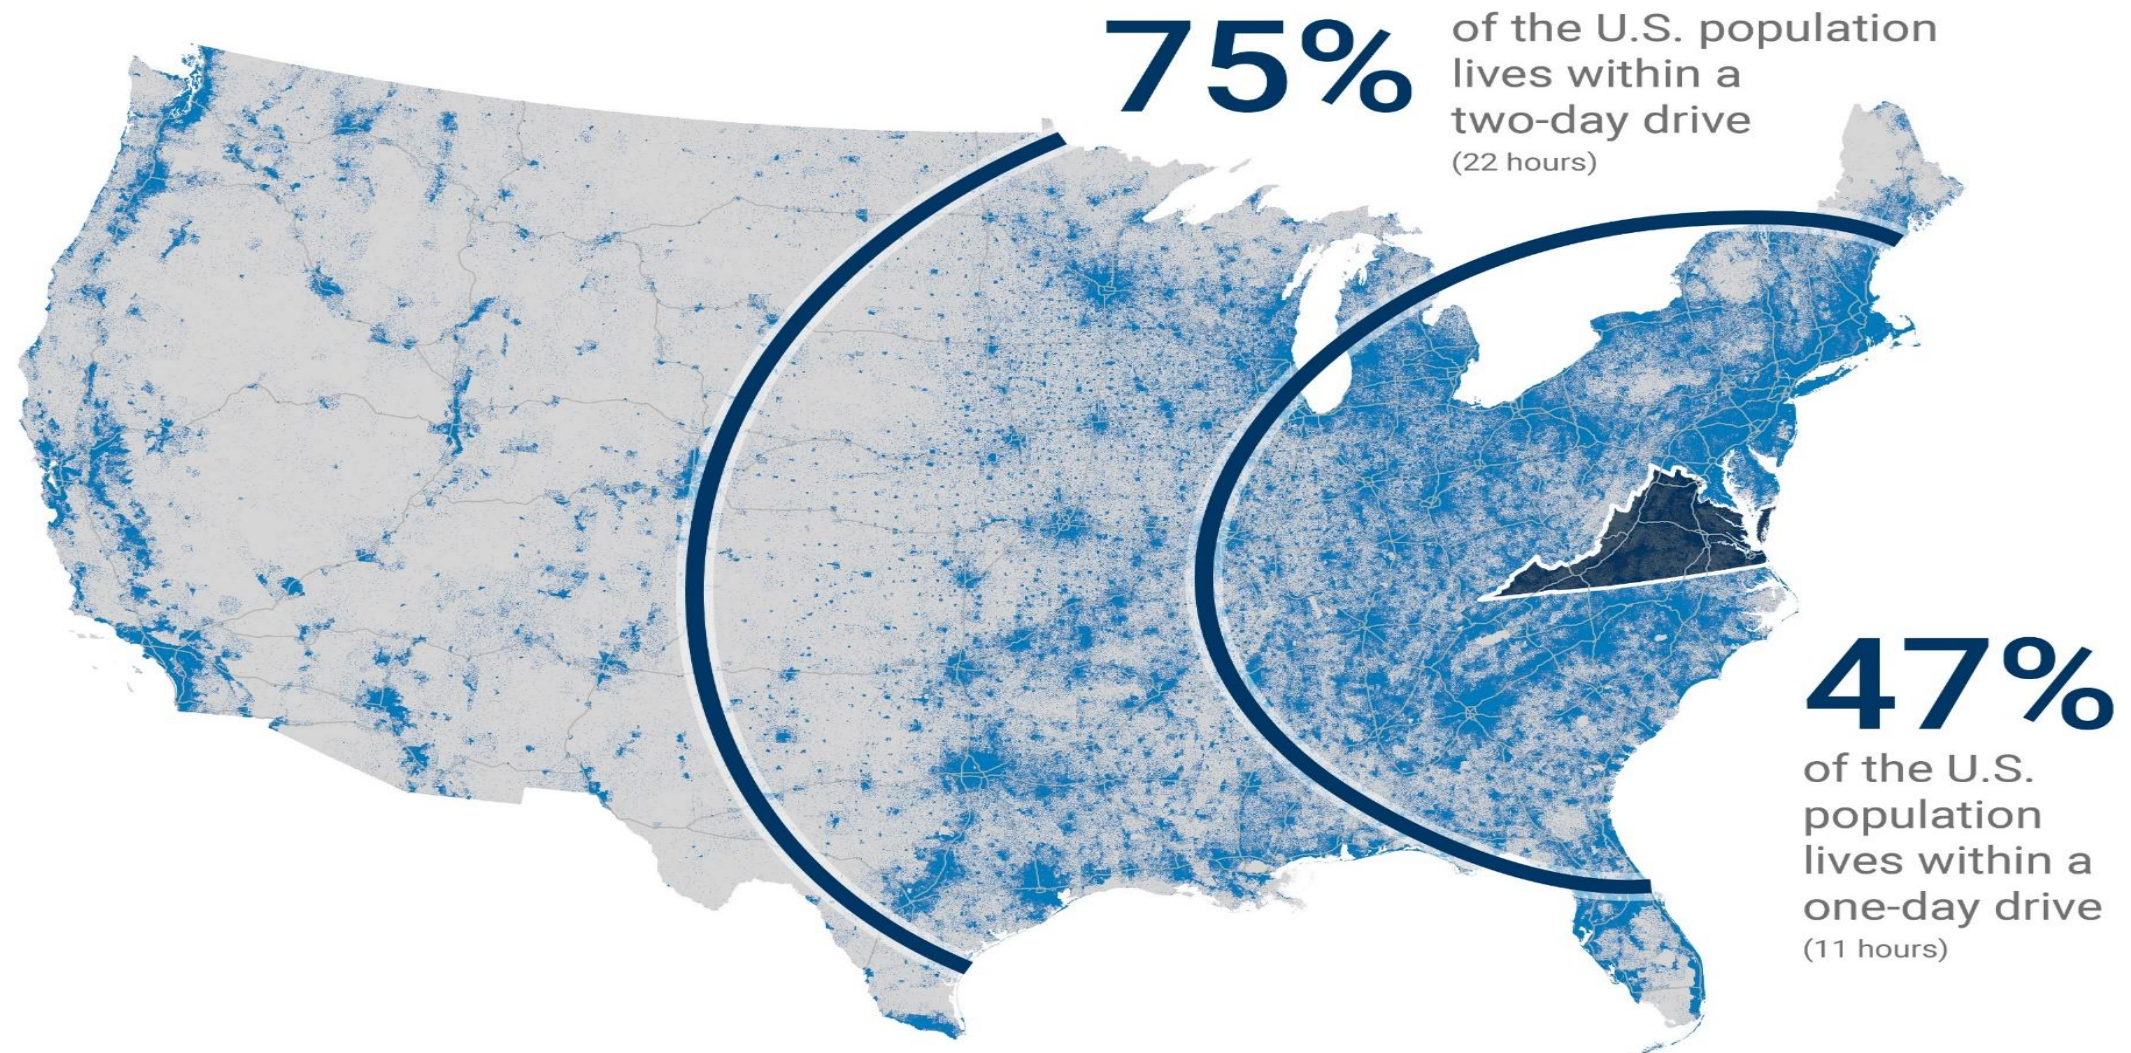 75%
of the U.S. population
lives within a
two-day drive
(22 hours)
47%
of the U.S.
population
lives within a
one-day drive
(11 hours)